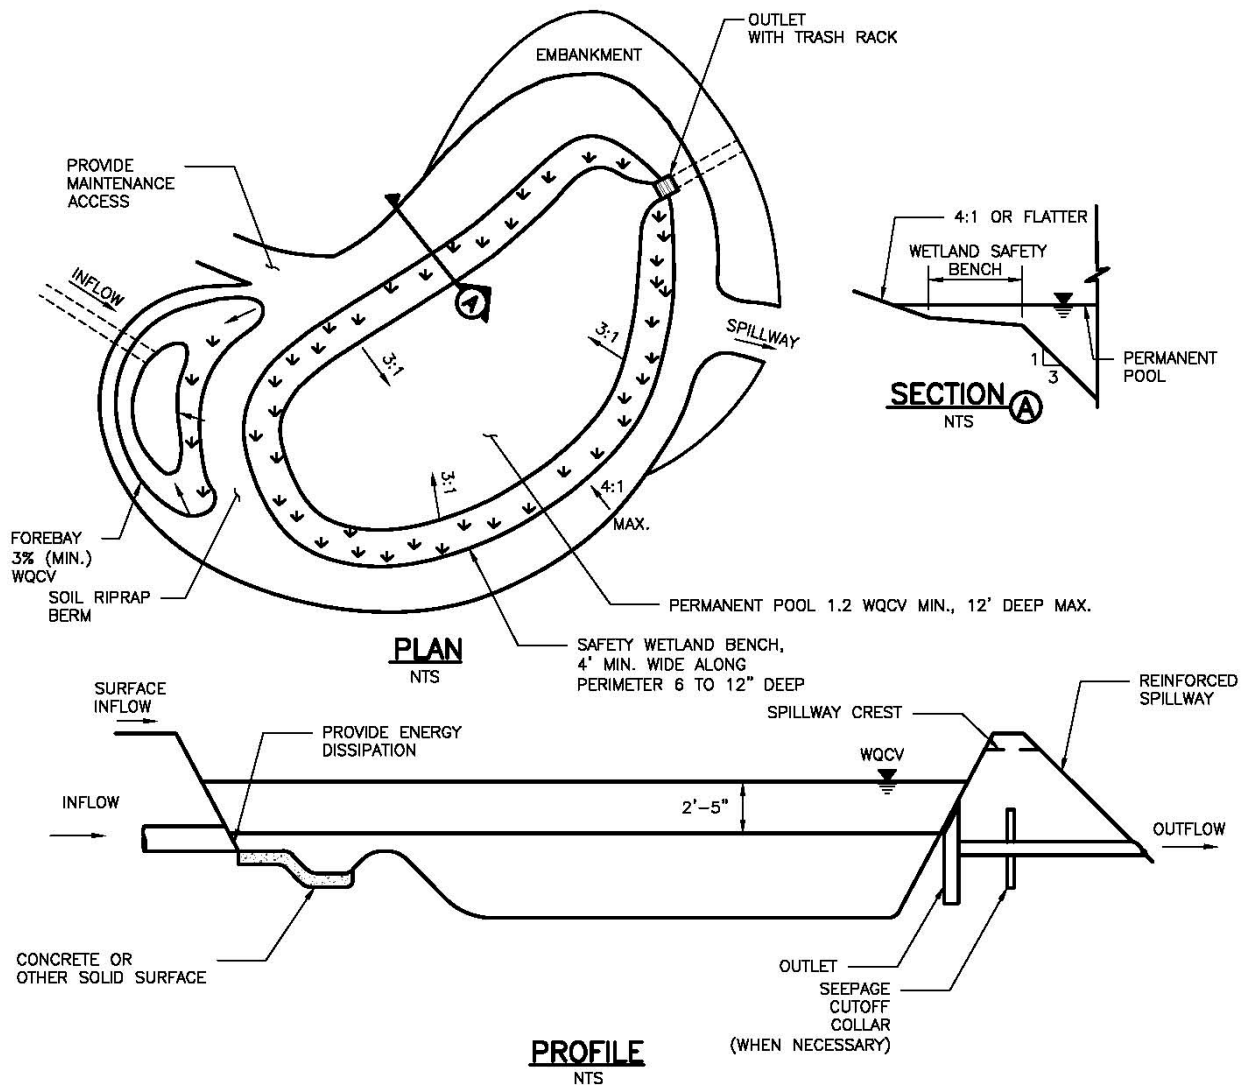 OUTLET
WITH TRASH RACK
EMBANKMENT
PROVIDE
MAINTENANCE
ACCESS
INFLOW
A
3:1
3:1
3:1
4:1
MAX.
SPILLWAY
FOREBAY
3% (MIN.)
WQCV
SOIL RIPRAP
BERM
PERMANENT POOL 1.2 WQCV MIN., 12' DEEP MAX.
SAFETY WETLAND BENCH,
4' MIN. WIDE ALONG
PERIMETER 6 TO 12" DEEP
PLAN
NTS
4:1 OR FLATTER
WETLAND SAFETY
BENCH
1
3
PERMANENT
POOL
SECTION A
NTS
SURFACE
INFLOW
PROVIDE ENERGY
DISSIPATION
INFLOW
WQCV
2'-5"
SPILLWAY CREST
REINFORCED
SPILLWAY
OUTFLOW
CONCRETE OR
OTHER SOLID SURFACE
OUTLET
SEEPAGE
CUTOFF
COLLAR
(WHEN NECESSARY)
PROFILE
NTS